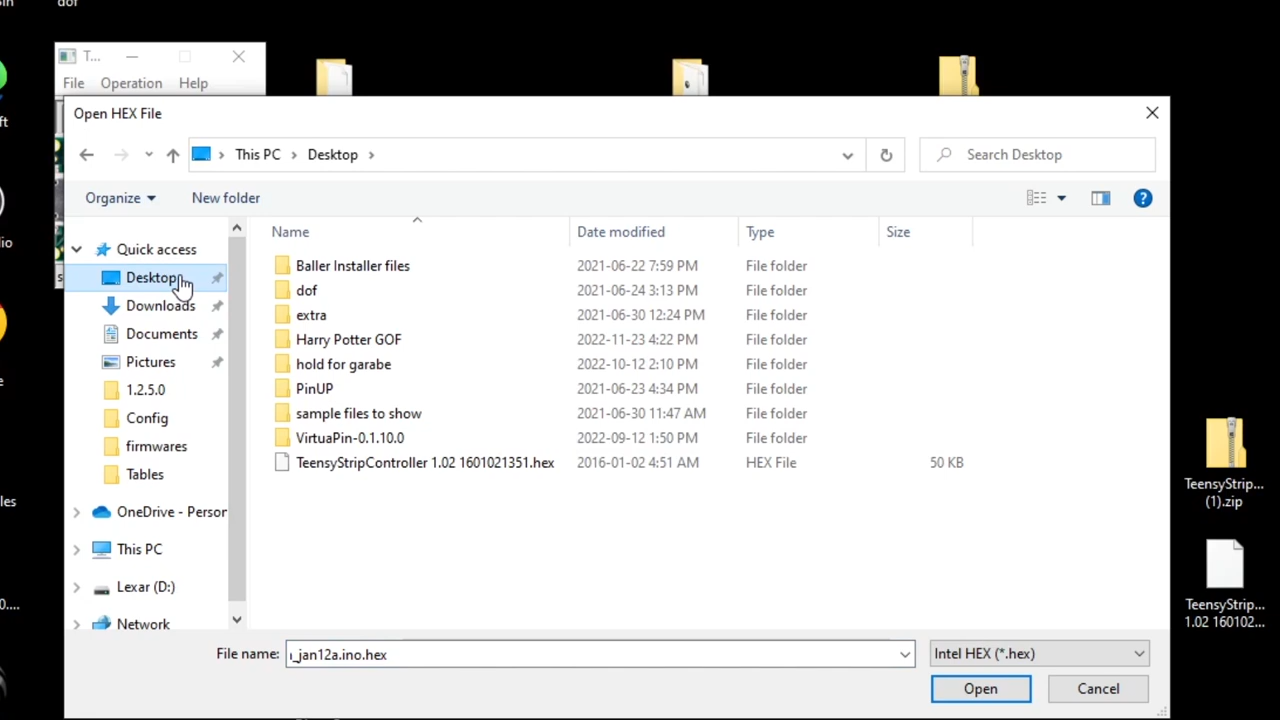 dof
T...
File Operation Help
Open HEX File
This PC Desktop
Search Desktop
Organize New folder
Name Date modified Type Size
Quick access
Desktop
Downloads
Documents
Pictures
1.2.5.0
Config
firmwares
Tables
OneDrive - Person
This PC
Lexar (D:)
Network
Baller Installer files 2021-06-22 7:59 PM File folder
dof 2021-06-24 3:13 PM File folder
extra 2021-06-30 12:24 PM File folder
Harry Potter GOF 2022-11-23 4:22 PM File folder
hold for garabe 2022-10-12 2:10 PM File folder
PinUP 2021-06-23 4:34 PM File folder
sample files to show 2021-06-30 11:47 AM File folder
VirtuaPin-0.1.10.0 2022-09-12 1:50 PM File folder
TeensyStripController 1.02 1601021351.hex 2016-01-02 4:51 AM HEX File 50 KB
File name: _jan12a.ino.hex
Intel HEX (*.hex)
Open Cancel
TeensyStrip...
(1).zip
TeensyStrip...
1.02 160102...